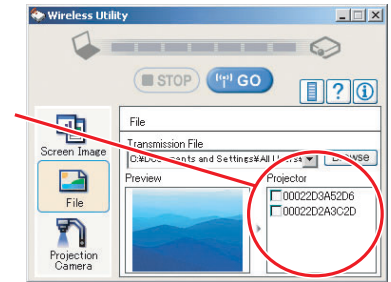 Wireless Utility
STOP
GO
?
File
Screen Image
Transmission File
C:¥Documents and Settings¥All Users
Browse
Preview
Projector
00022D3A52D6
00022D2A3C2D
File
Projection
Camera